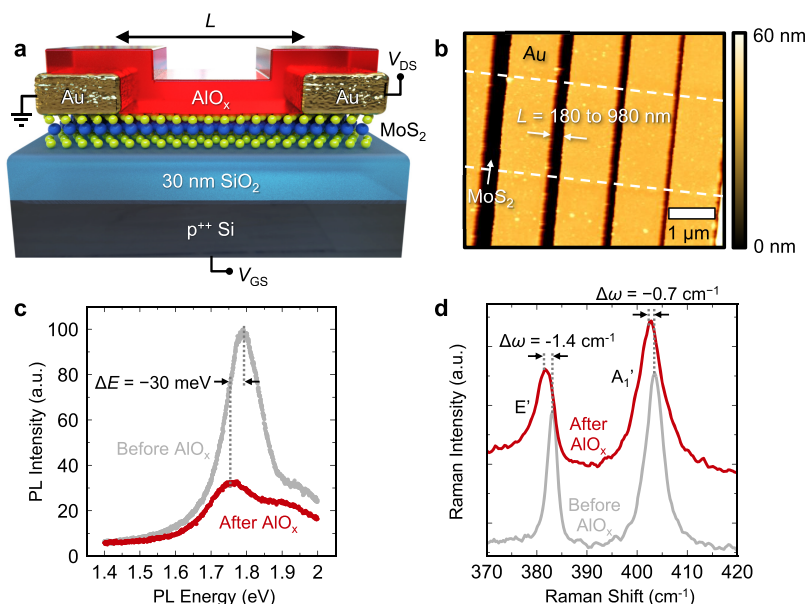 a
L
Au
AlOₓ
Au
V_DS
MoS₂
30 nm SiO₂
p⁺⁺ Si
V_GS
b
Au
L = 180 to 980 nm
MoS₂
1 μm
60 nm
0 nm
c
PL Intensity (a.u.)
100
80
60
40
20
0
ΔE = −30 meV
Before AlOₓ
After AlOₓ
1.4 1.5 1.6 1.7 1.8 1.9 2
PL Energy (eV)
d
Raman Intensity (a.u.)
Δω = −0.7 cm⁻¹
Δω = -1.4 cm⁻¹
E'
A₁'
After
AlOₓ
Before
AlOₓ
370 380 390 400 410 420
Raman Shift (cm⁻¹)